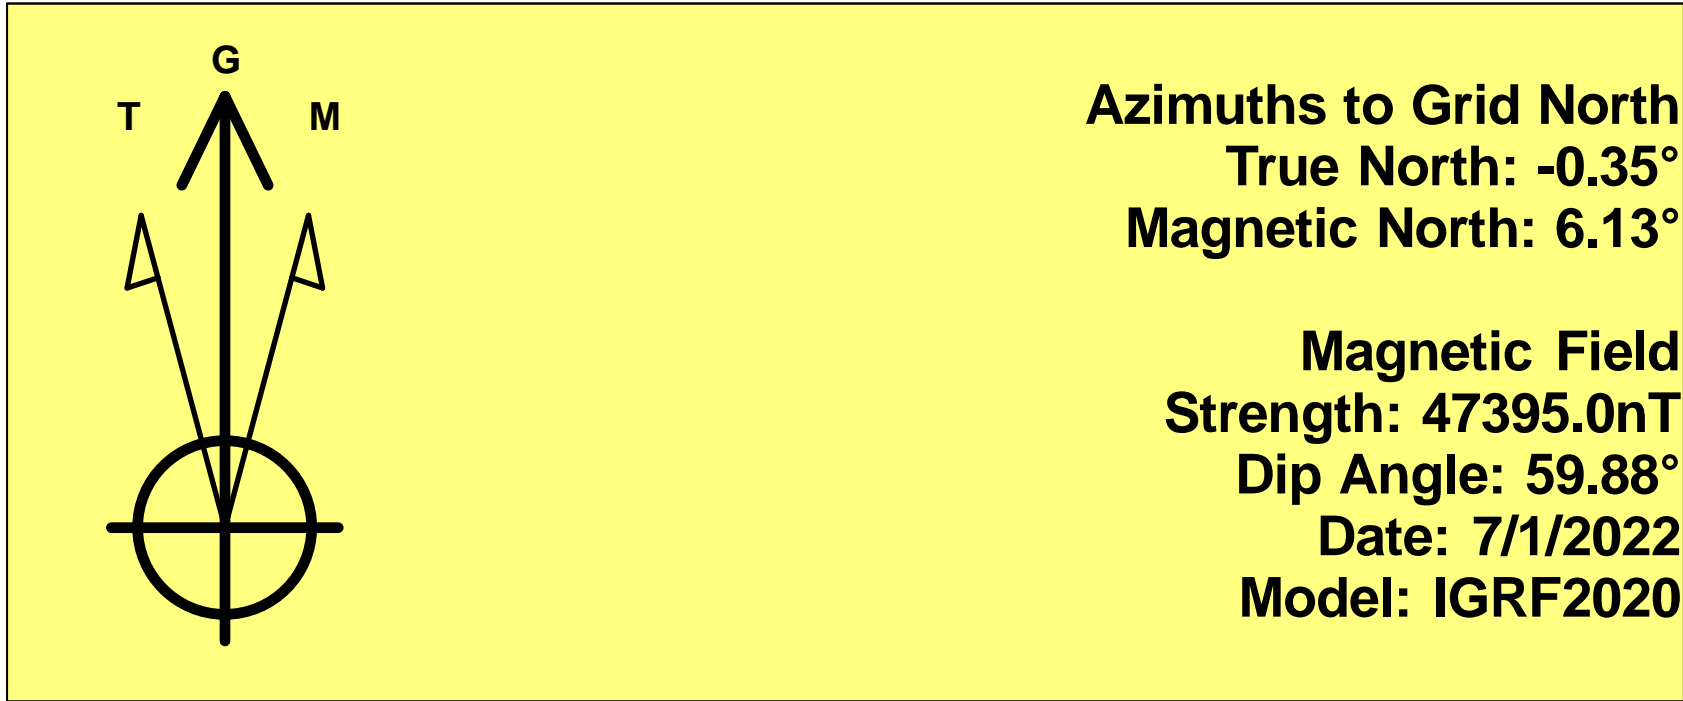 G
T M
Azimuths to Grid North
True North: -0.35°
Magnetic North: 6.13°
Magnetic Field
Strength: 47395.0nT
Dip Angle: 59.88°
Date: 7/1/2022
Model: IGRF2020